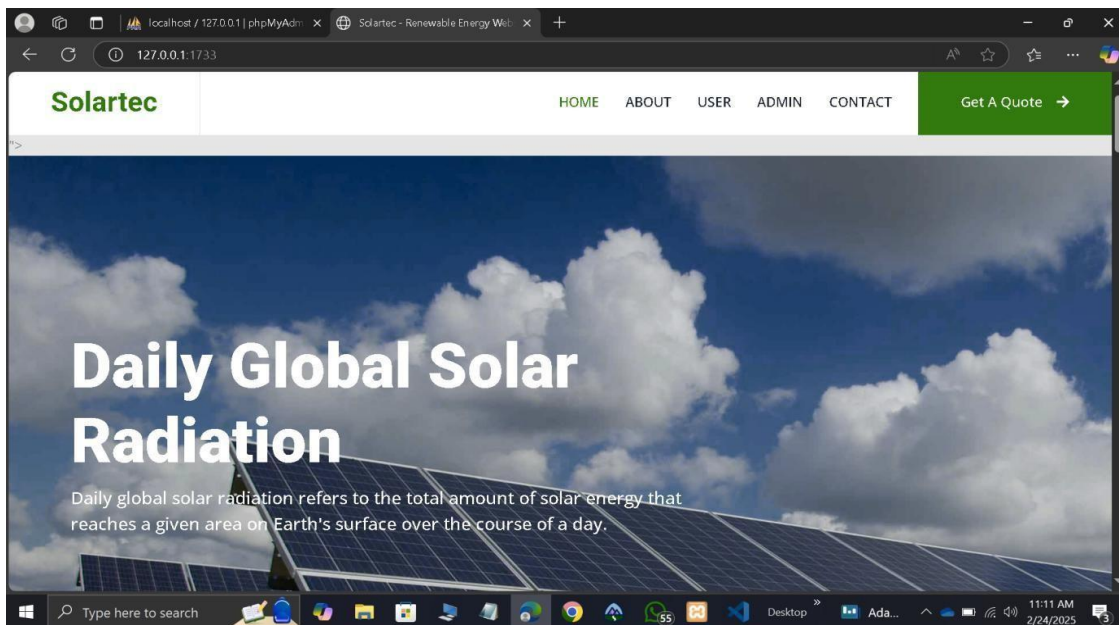 localhost / 127.0.0.1 | phpMyAdm
Solartec - Renewable Energy Web
127.0.0.1:1733
Solartec
HOME ABOUT USER ADMIN CONTACT Get A Quote
">
Daily Global Solar
Radiation
Daily global solar radiation refers to the total amount of solar energy that
reaches a given area on Earth's surface over the course of a day.
Type here to search
55
Desktop
Ada...
11:11 AM
2/24/2025
3